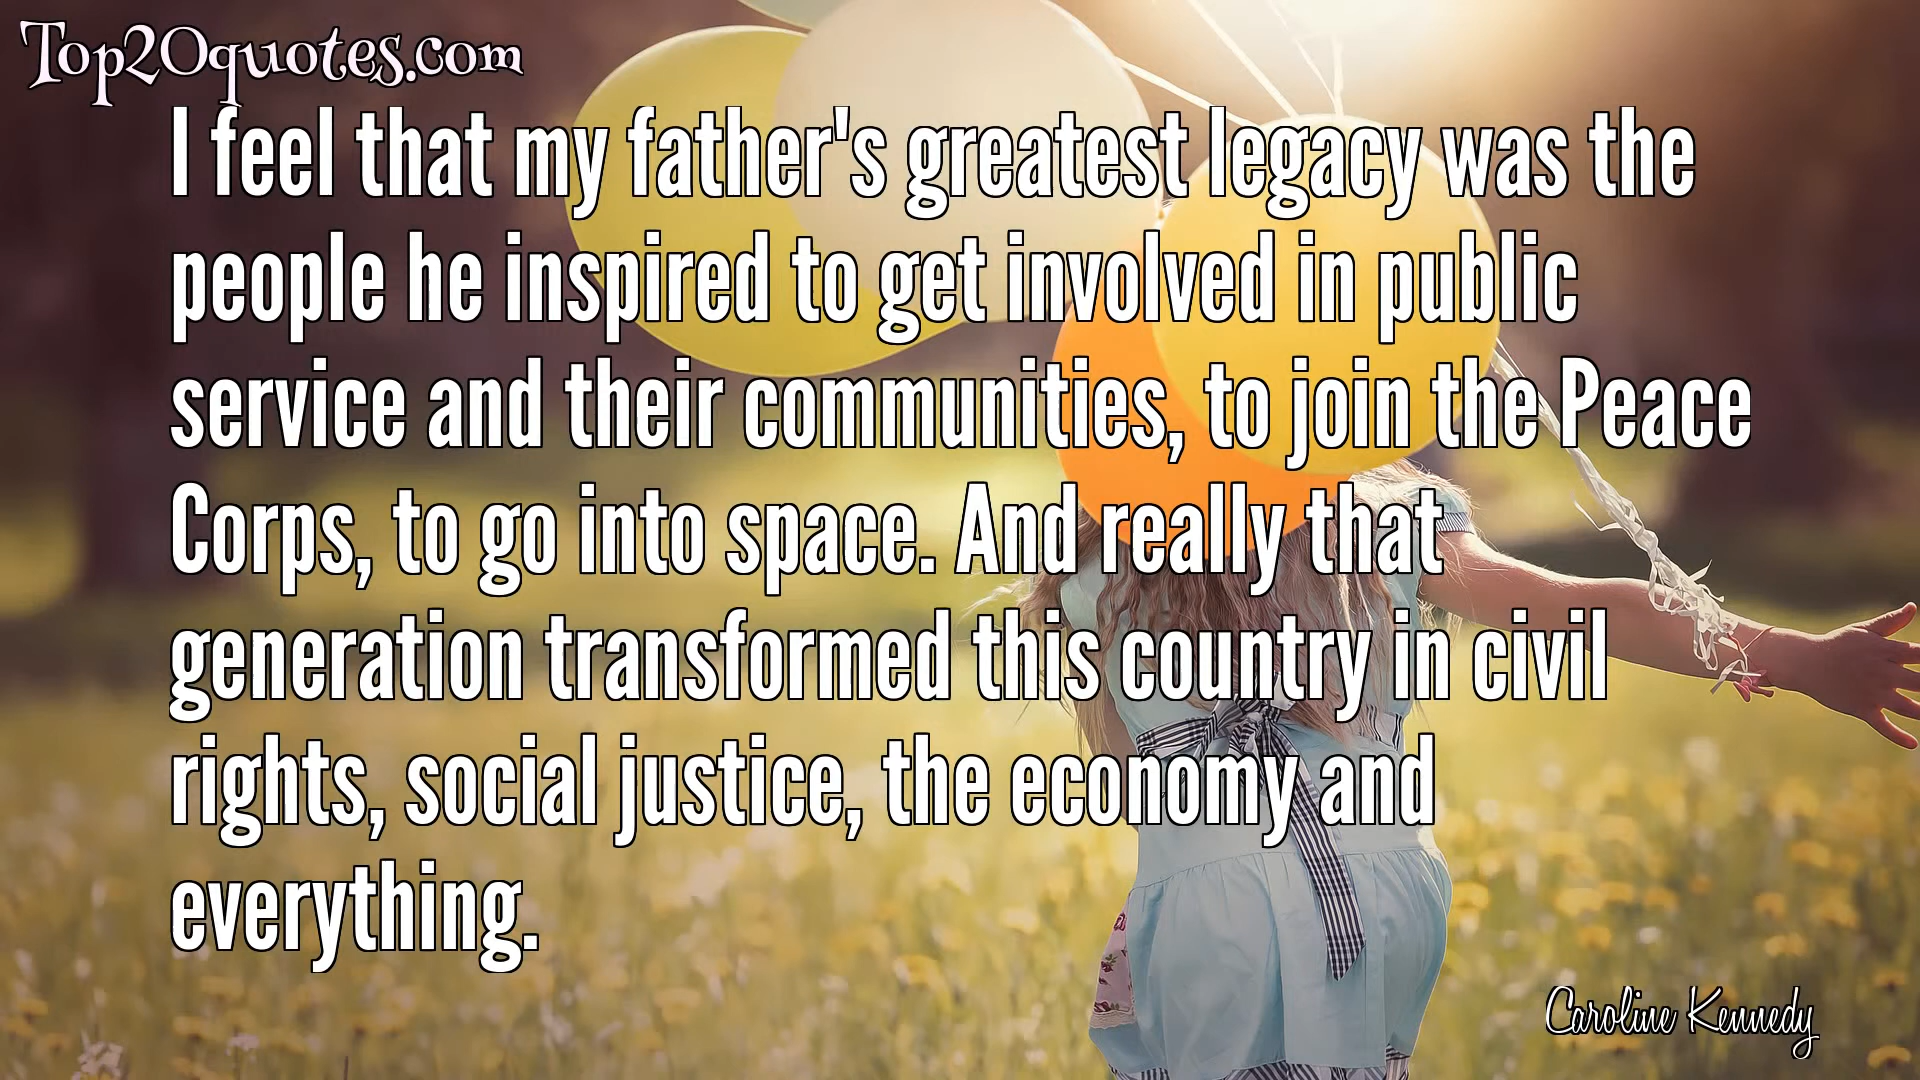 Top20quotes.com
I feel that my father's greatest legacy was the
people he inspired to get involved in public
service and their communities, to join the Peace
Corps, to go into space. And really that
generation transformed this country in civil
rights, social justice, the economy and
everything.
Caroline Kennedy